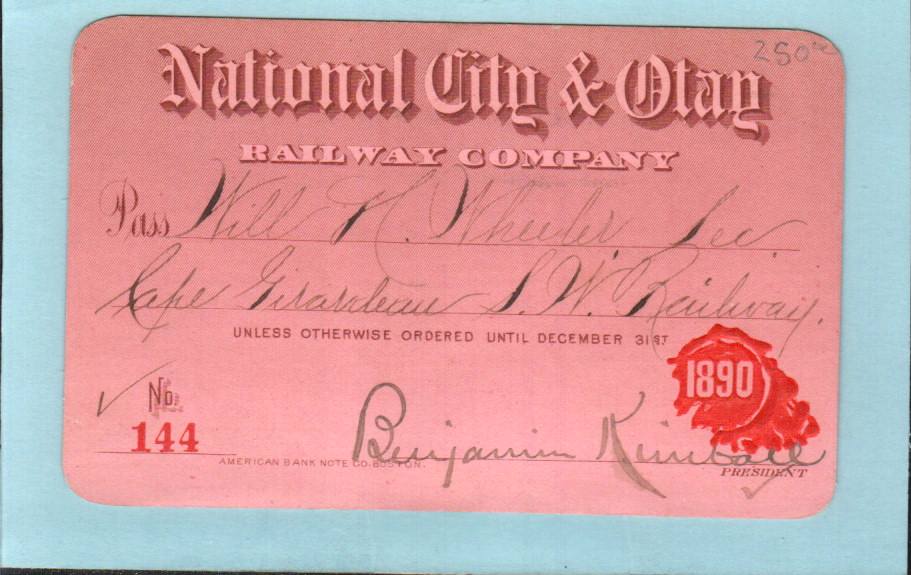 250
National City & Otay
RAILWAY COMPANY
Pass Will H. Wheeler Sec
Cape Girardeau S. W. Railway.
UNLESS OTHERWISE ORDERED UNTIL DECEMBER 31ST
1890
No.
144
Benjamin Kimball
AMERICAN BANK NOTE CO. BOSTON.
PRESIDENT